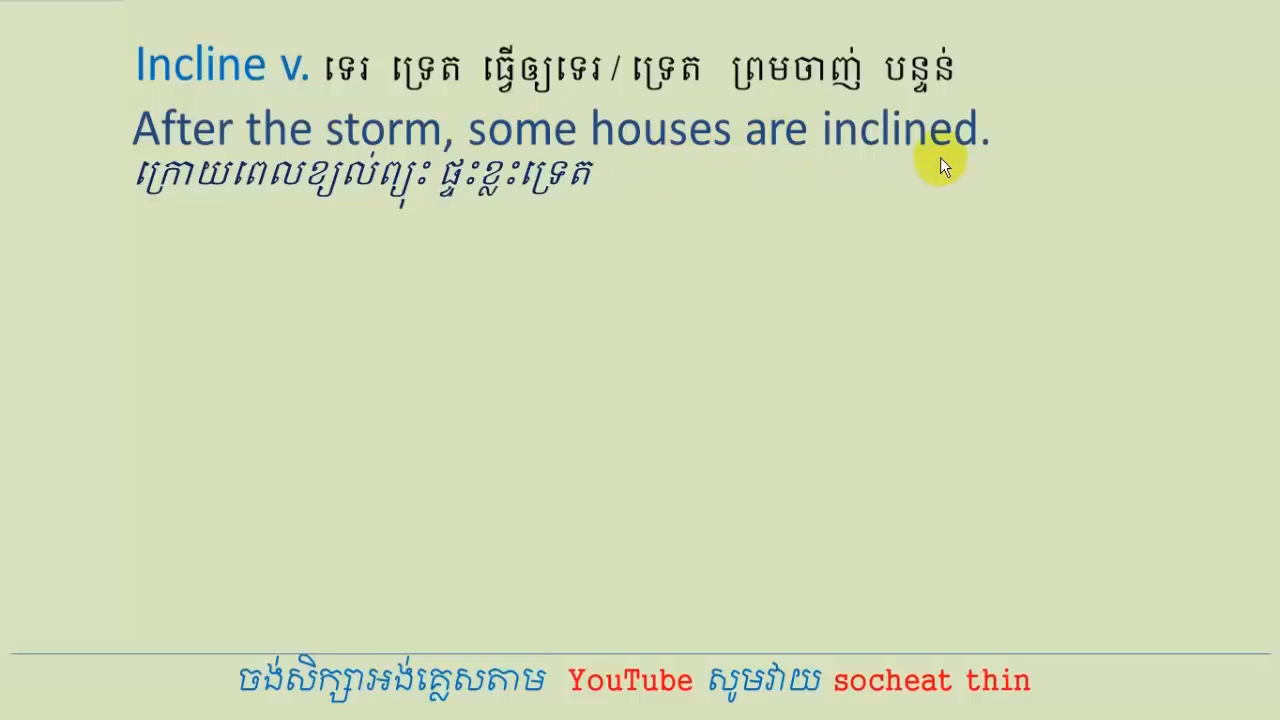 Incline v. ទេរ ទ្រេត ធ្វើឲ្យទេរ / ទ្រេត ព្រមចាញ់ បន្ទន់
After the storm, some houses are inclined.
ក្រោយពេលខ្យល់ព្យុះ ផ្ទះខ្លះទ្រេត
ចង់សិក្សាអង់គ្លេសតាម YouTube សូមវាយ socheat thin